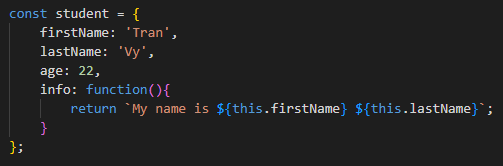 const student = {
    firstName: 'Tran',
    lastName: 'Vy',
    age: 22,
    info: function(){
        return `My name is ${this.firstName} ${this.lastName}`;
    }
};